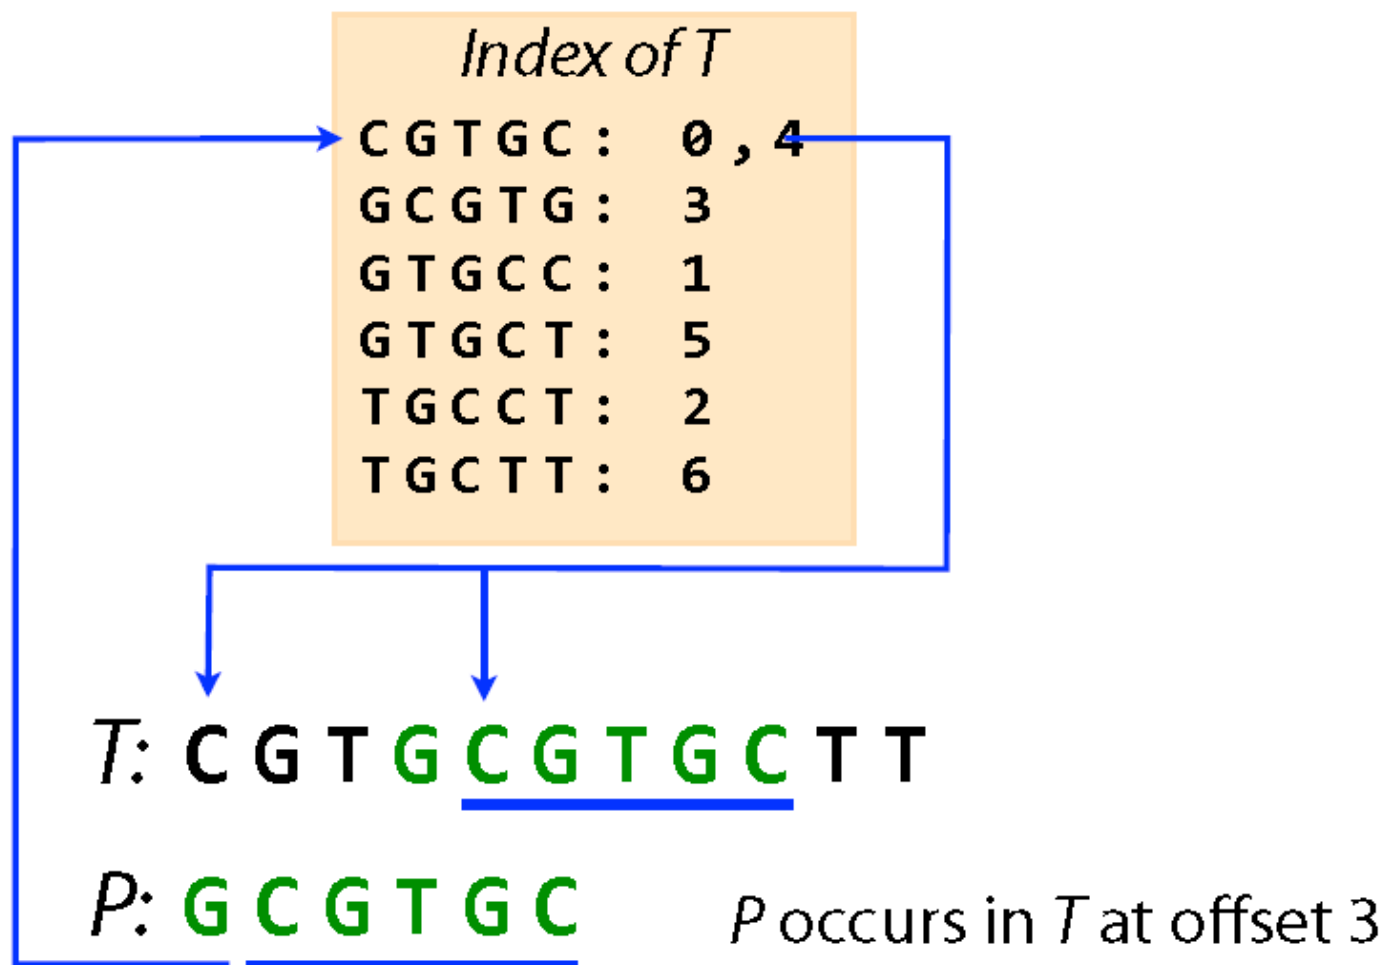 Index of T
CGTGC: 0,4
GCGTG: 3
GTGCC: 1
GTGCT: 5
TGCCT: 2
TGCTT: 6
T: CGTGCGTGCTT
P: GCGTGC
P occurs in T at offset 3